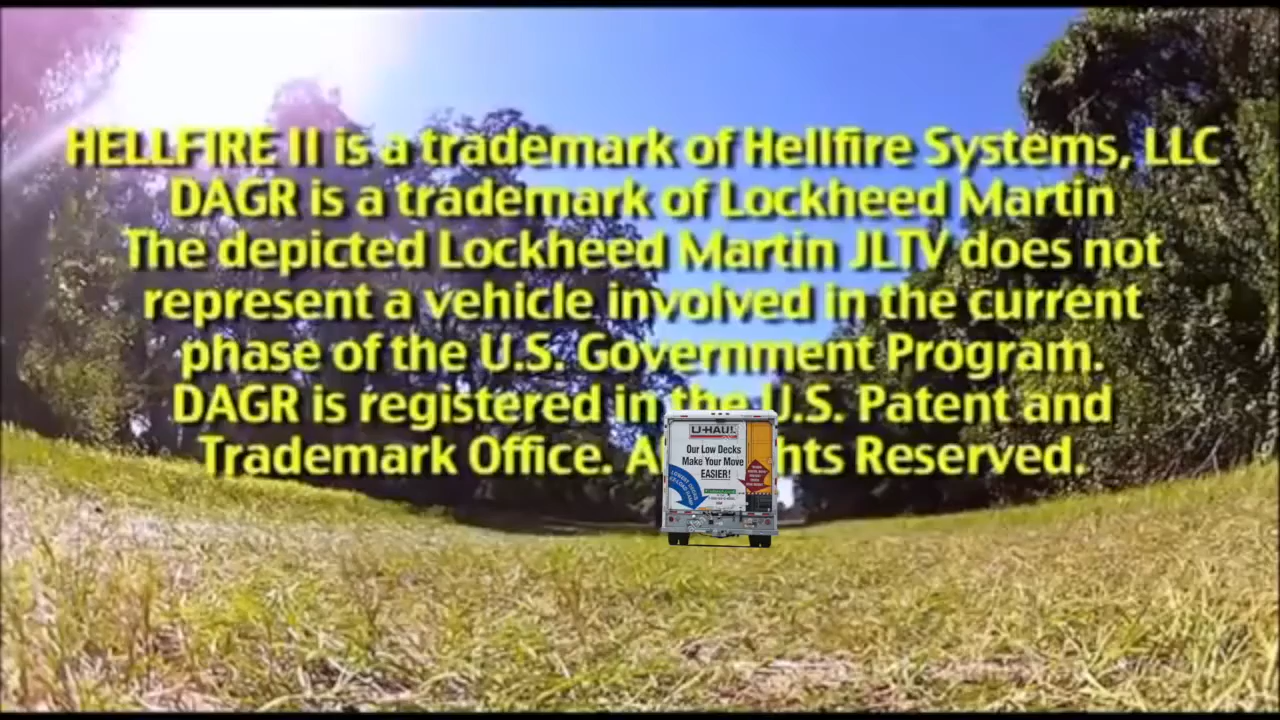 HELLFIRE II is a trademark of Hellfire Systems, LLC
DAGR is a trademark of Lockheed Martin
The depicted Lockheed Martin JLTV does not
represent a vehicle involved in the current
phase of the U.S. Government Program.
DAGR is registered in the U.S. Patent and
Trademark Office. A hts Reserved.
U-HAUL
Our Low Decks
Make Your Move
EASIER!